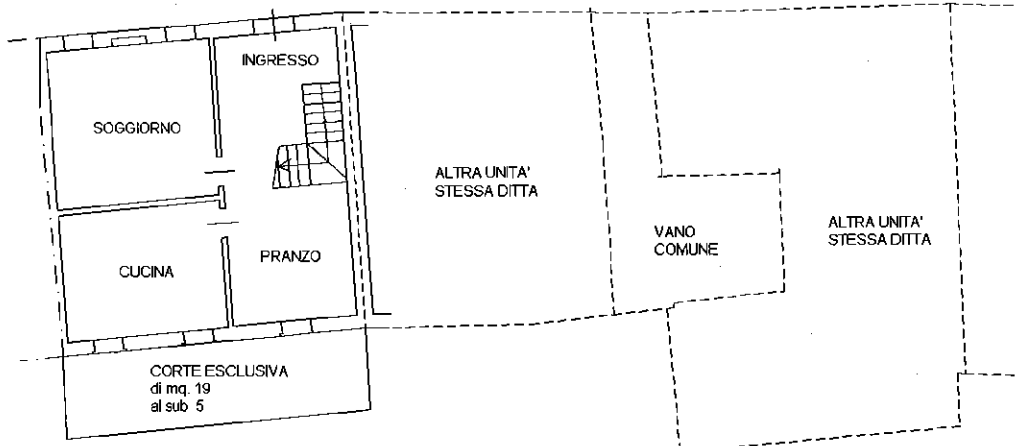 INGRESSO
SOGGIORNO
CUCINA
PRANZO
CORTE ESCLUSIVA
di mq. 19
al sub 5
ALTRA UNITA'
STESSA DITTA
VANO
COMUNE
ALTRA UNITA'
STESSA DITTA